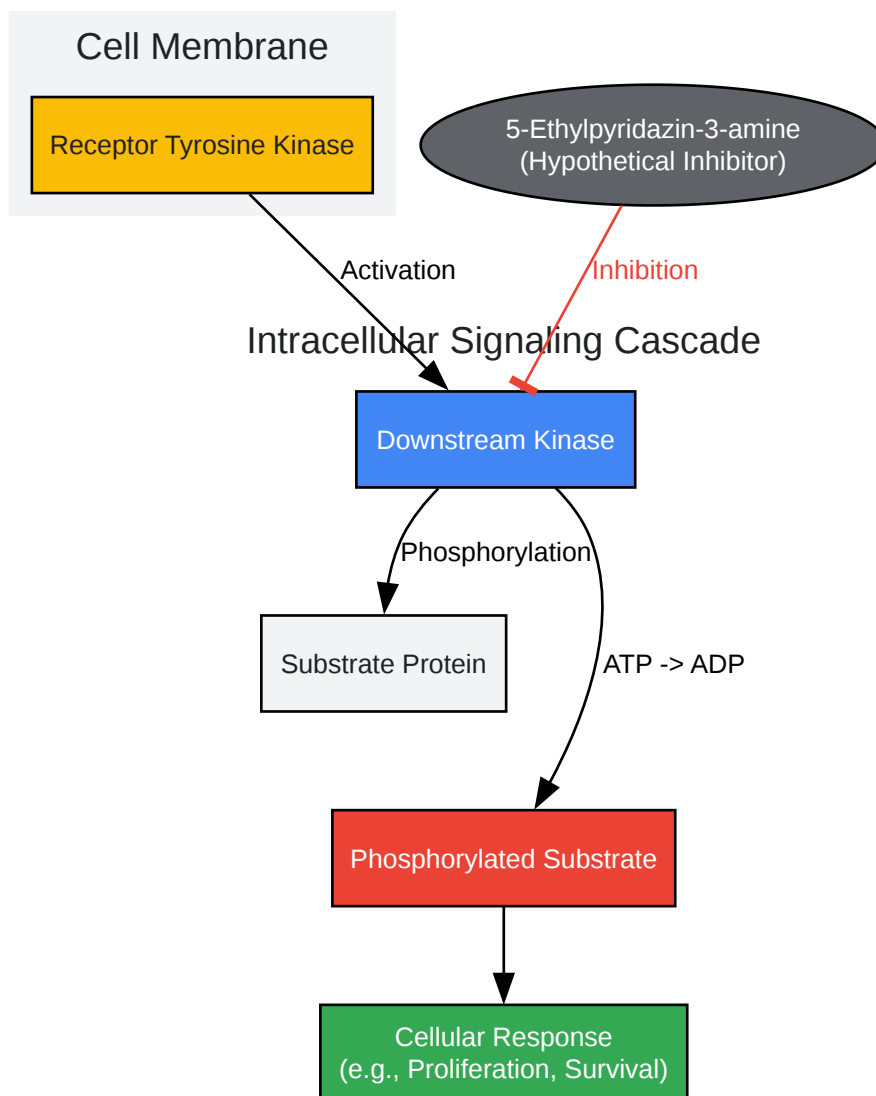 Cell Membrane
Receptor Tyrosine Kinase
5-Ethylpyridazin-3-amine
(Hypothetical Inhibitor)
Activation
Inhibition
Intracellular Signaling Cascade
Downstream Kinase
Phosphorylation
Substrate Protein
ATP -> ADP
Phosphorylated Substrate
Cellular Response
(e.g., Proliferation, Survival)